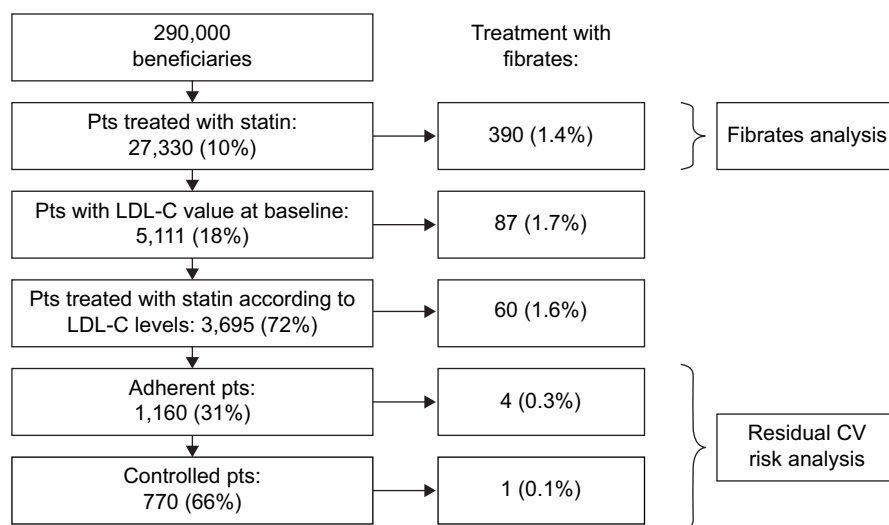 290,000
beneficiaries
Treatment with
fibrates:
Pts treated with statin:
27,330 (10%)
390 (1.4%)
Fibrates analysis
Pts with LDL-C value at baseline:
5,111 (18%)
87 (1.7%)
Pts treated with statin according to
LDL-C levels: 3,695 (72%)
60 (1.6%)
Adherent pts:
1,160 (31%)
4 (0.3%)
Residual CV
risk analysis
Controlled pts:
770 (66%)
1 (0.1%)